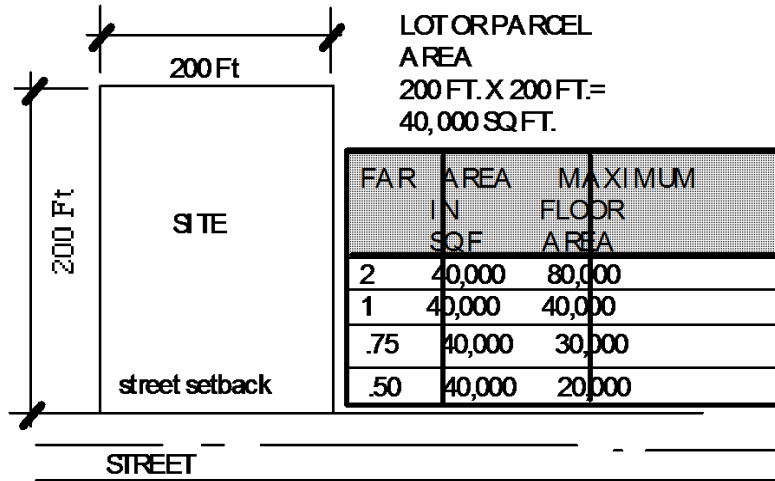 200 Ft
LOT OR PARCEL
AREA
200 FT. X 200 FT.=
40,000 SQ FT.
200 Ft
SITE
street setback
FAR AREA MAXIMUM
IN FLOOR
SQF AREA
2 40,000 80,000
1 40,000 40,000
.75 40,000 30,000
.50 40,000 20,000
STREET